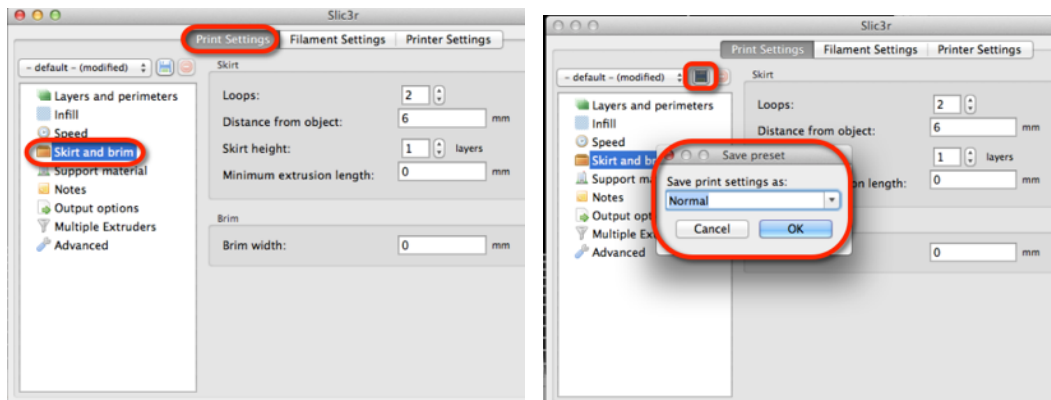 Slic3r
Print Settings Filament Settings Printer Settings
- default - (modified)
Layers and perimeters
Infill
Speed
Skirt and brim
Support material
Notes
Output options
Multiple Extruders
Advanced
Skirt
Loops: 2
Distance from object: 6 mm
Skirt height: 1 layers
Minimum extrusion length: 0 mm
Brim
Brim width: 0 mm
Slic3r
Print Settings Filament Settings Printer Settings
- default - (modified)
Layers and perimeters
Infill
Speed
Skirt and br
Support ma
Notes
Output opt
Multiple Ex
Advanced
Skirt
Loops: 2
Distance from object: 6 mm
1 layers
on length: 0 mm
0 mm
Save preset
Save print settings as:
Normal
Cancel OK